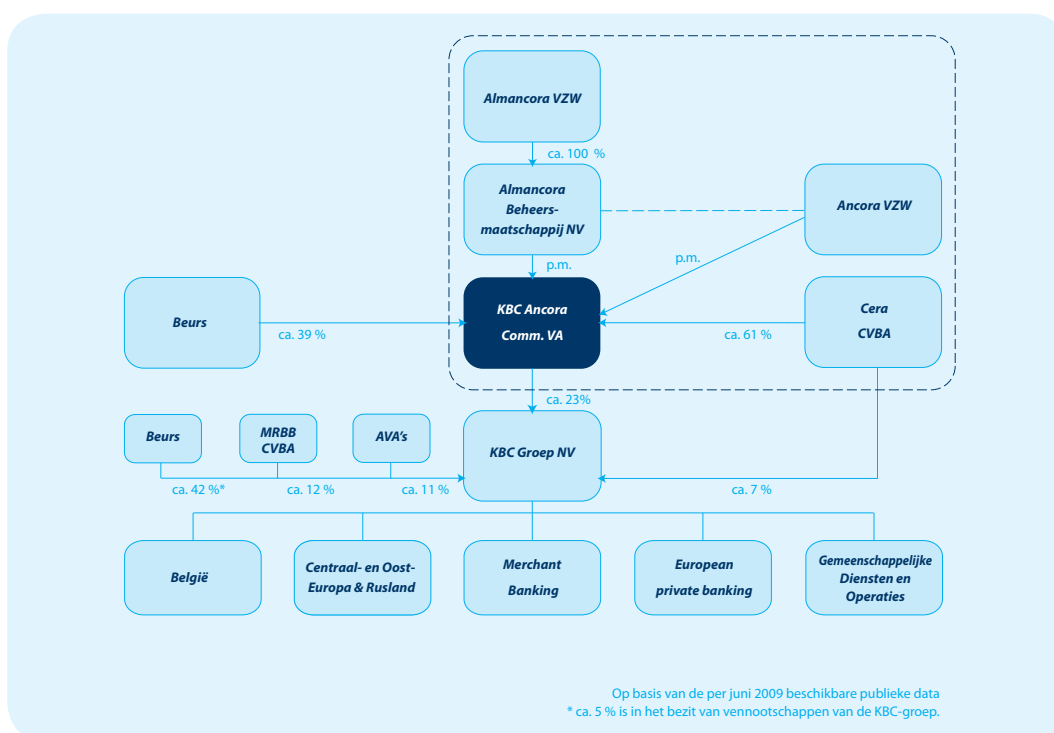 Almancora VZW
ca. 100 %
Almancora
Beheers-
maatschappij NV
Ancora VZW
p.m.
p.m.
Beurs
ca. 39 %
KBC Ancora
Comm. VA
ca. 61 %
Cera
CVBA
ca. 23%
Beurs
MRBB
CVBA
AVA's
KBC Groep NV
ca. 42 %*
ca. 12 %
ca. 11 %
ca. 7 %
België
Centraal- en Oost-
Europa & Rusland
Merchant
Banking
European
private banking
Gemeenschappelijke
Diensten en
Operaties
Op basis van de per juni 2009 beschikbare publieke data
* ca. 5 % is in het bezit van vennootschappen van de KBC-groep.